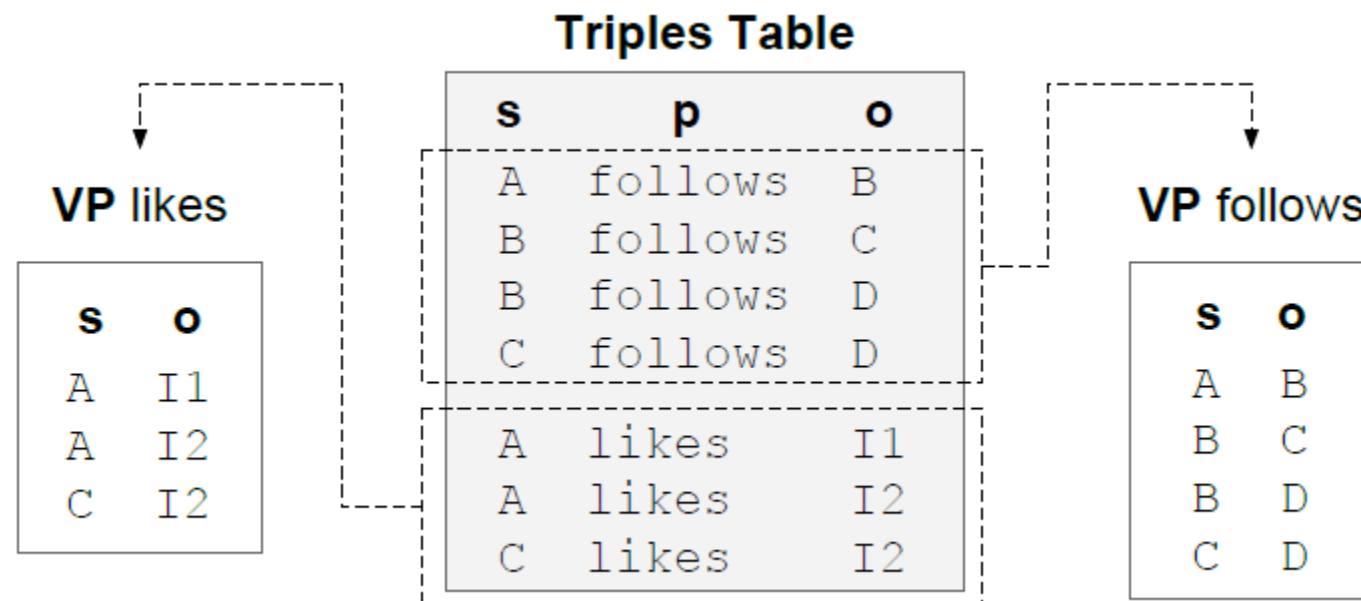 Triples Table
s p o
A follows B
B follows C
B follows D
C follows D
A likes I1
A likes I2
C likes I2
VP likes
s o
A I1
A I2
C I2
VP follows
s o
A B
B C
B D
C D